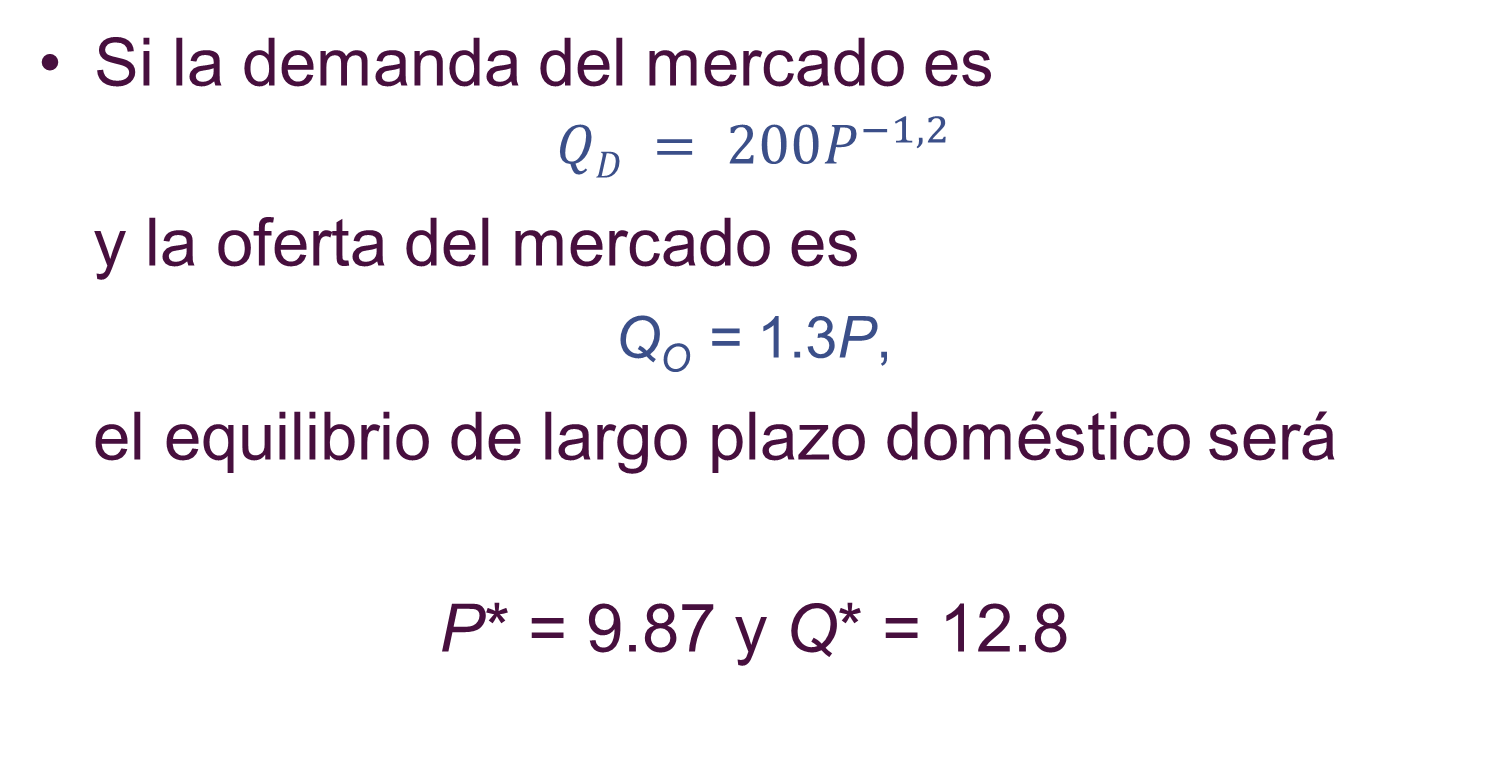 • Si la demanda del mercado es
Q_D = 200P^{−1,2}
y la oferta del mercado es
Q_O = 1.3P,
el equilibrio de largo plazo doméstico será
P* = 9.87 y Q* = 12.8